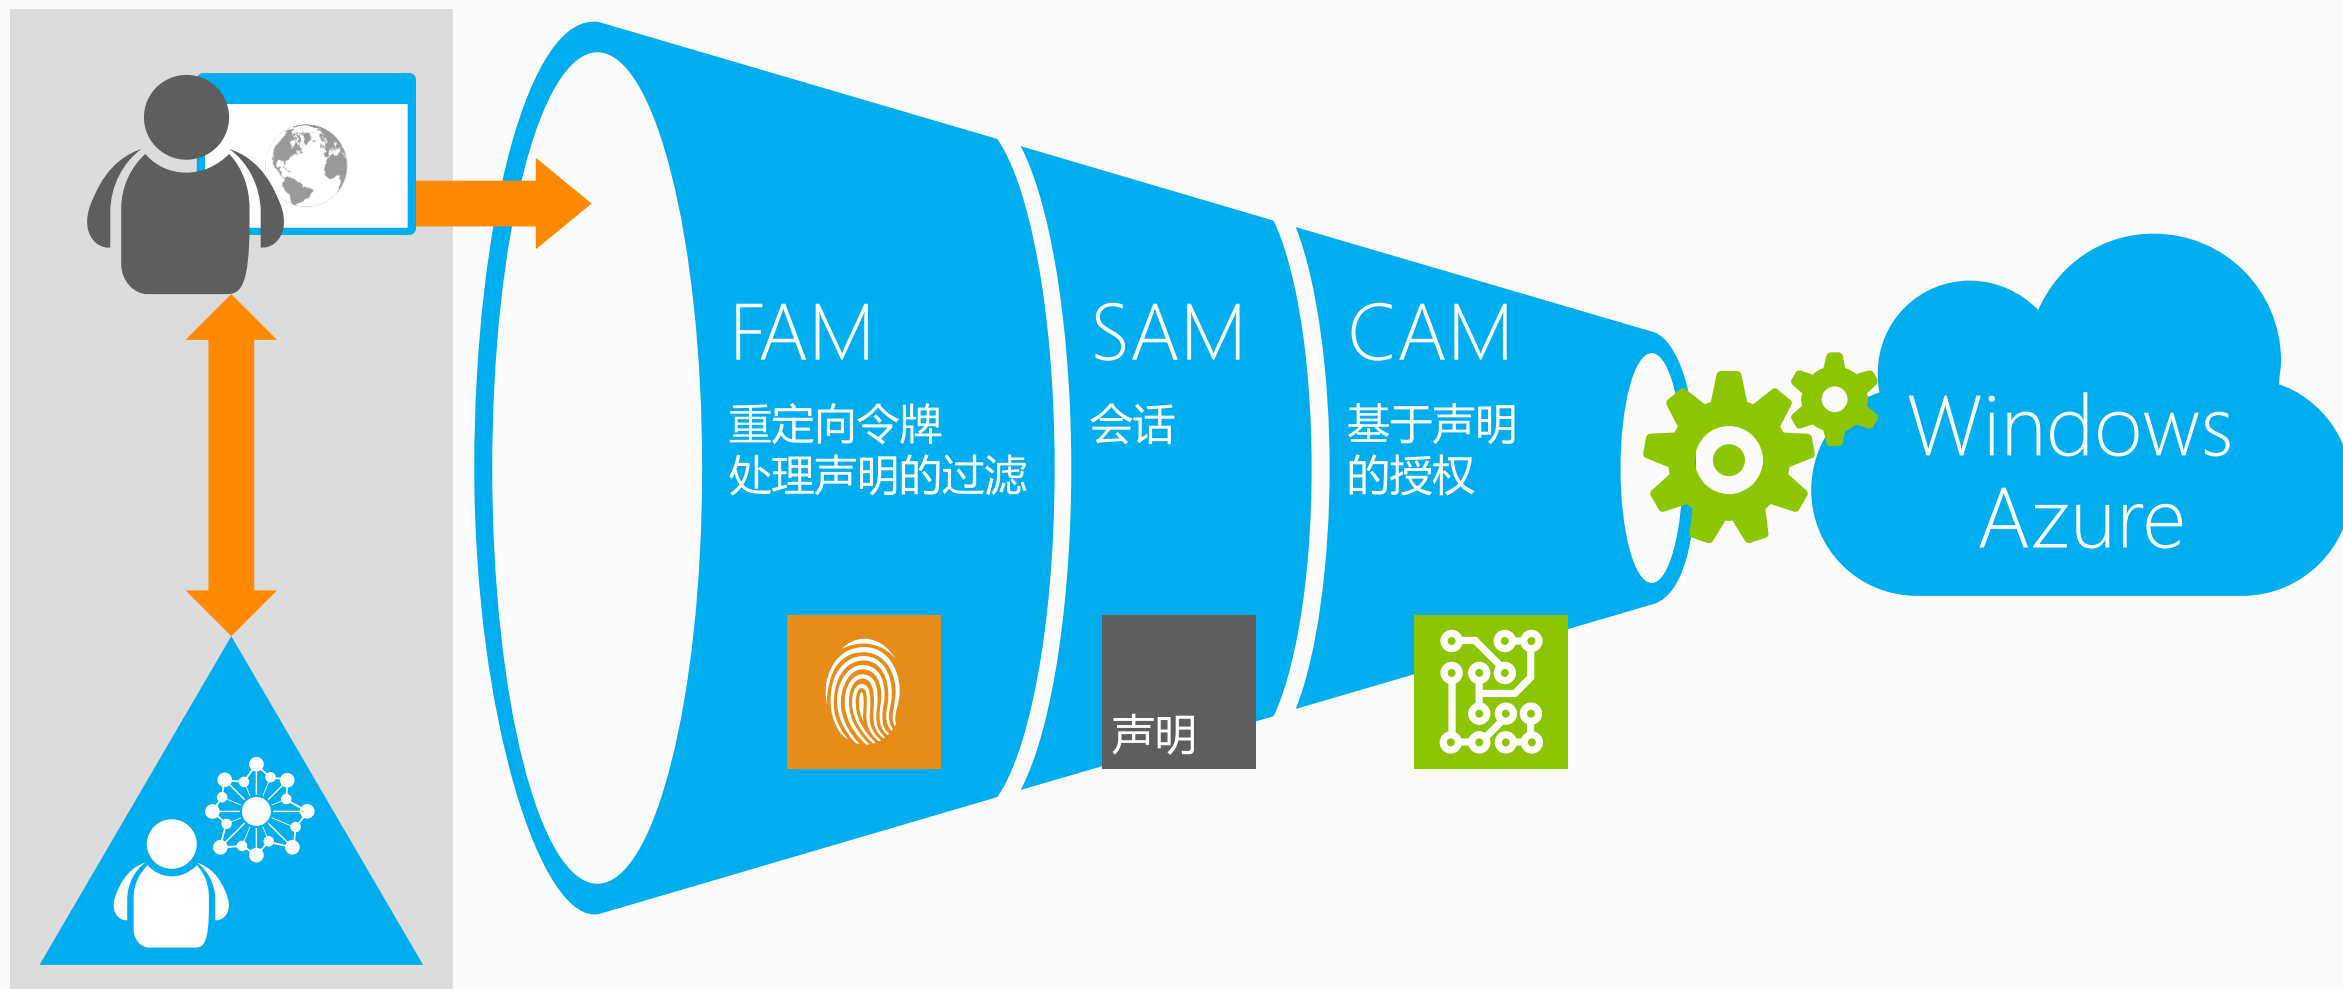 FAM
重定向令牌
处理声明的过滤
SAM
会话
CAM
基于声明
的授权
声明
Windows
Azure